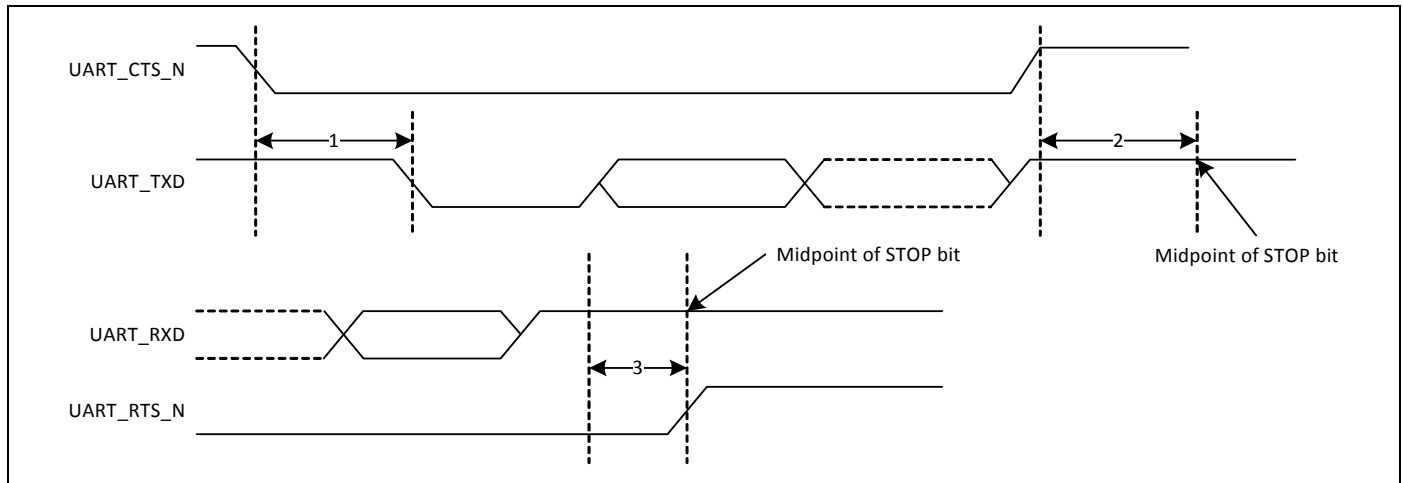 UART_CTS_N
1
2
UART_TXD
Midpoint of STOP bit
Midpoint of STOP bit
UART_RXD
3
UART_RTS_N